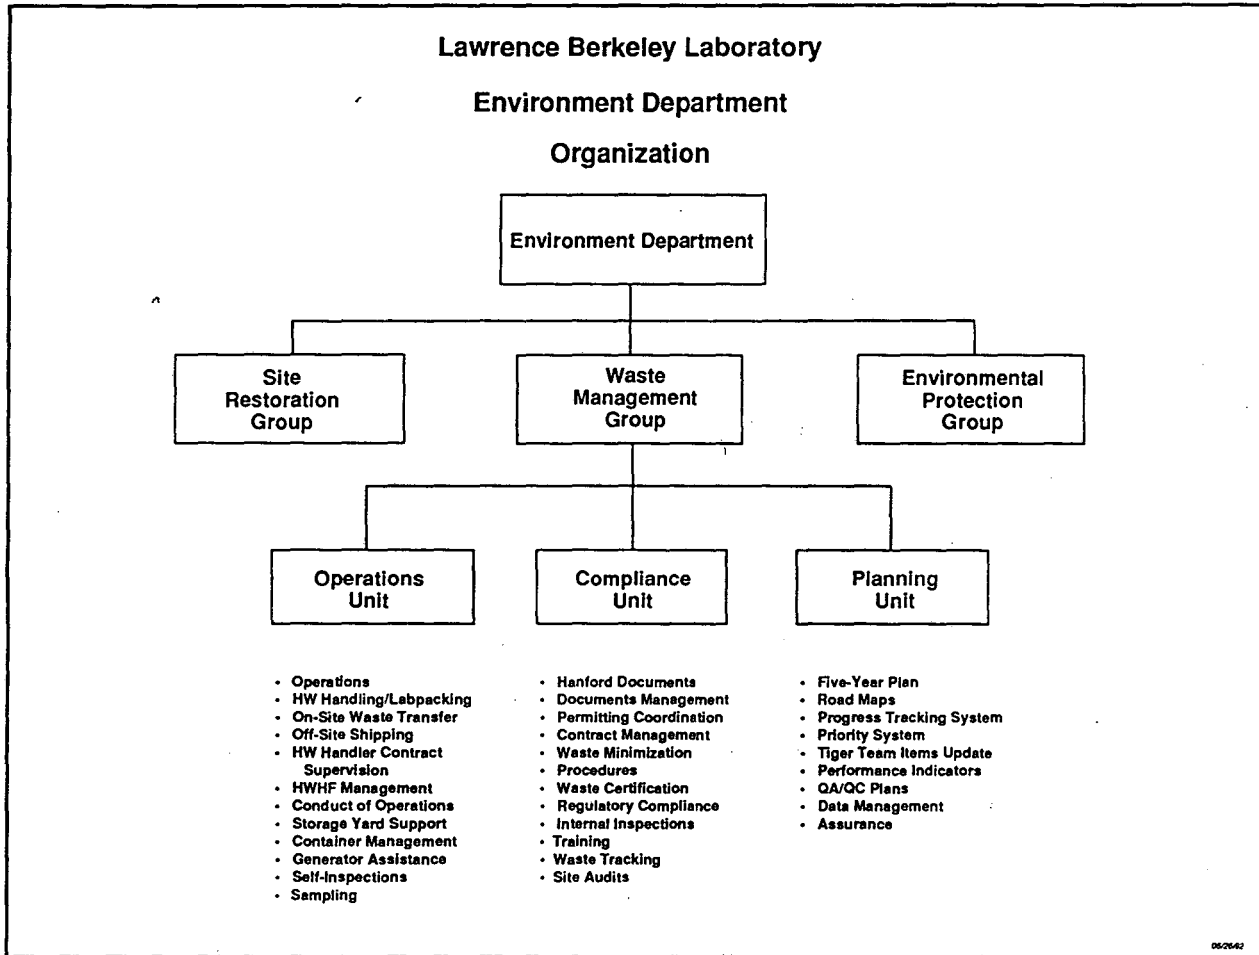 Lawrence Berkeley Laboratory
Environment Department
Organization
Environment Department
Site
Restoration
Group
Waste
Management
Group
Environmental
Protection
Group
Operations
Unit
Compliance
Unit
Planning
Unit
• Operations
• HW Handling/Labpacking
• On-Site Waste Transfer
• Off-Site Shipping
• HW Handler Contract
Supervision
• HWHF Management
• Conduct of Operations
• Storage Yard Support
• Container Management
• Generator Assistance
• Self-Inspections
• Sampling
• Hanford Documents
• Documents Management
• Permitting Coordination
• Contract Management
• Waste Minimization
• Procedures
• Waste Certification
• Regulatory Compliance
• Internal Inspections
• Training
• Waste Tracking
• Site Audits
• Five-Year Plan
• Road Maps
• Progress Tracking System
• Priority System
• Tiger Team Items Update
• Performance Indicators
• QA/QC Plans
• Data Management
• Assurance